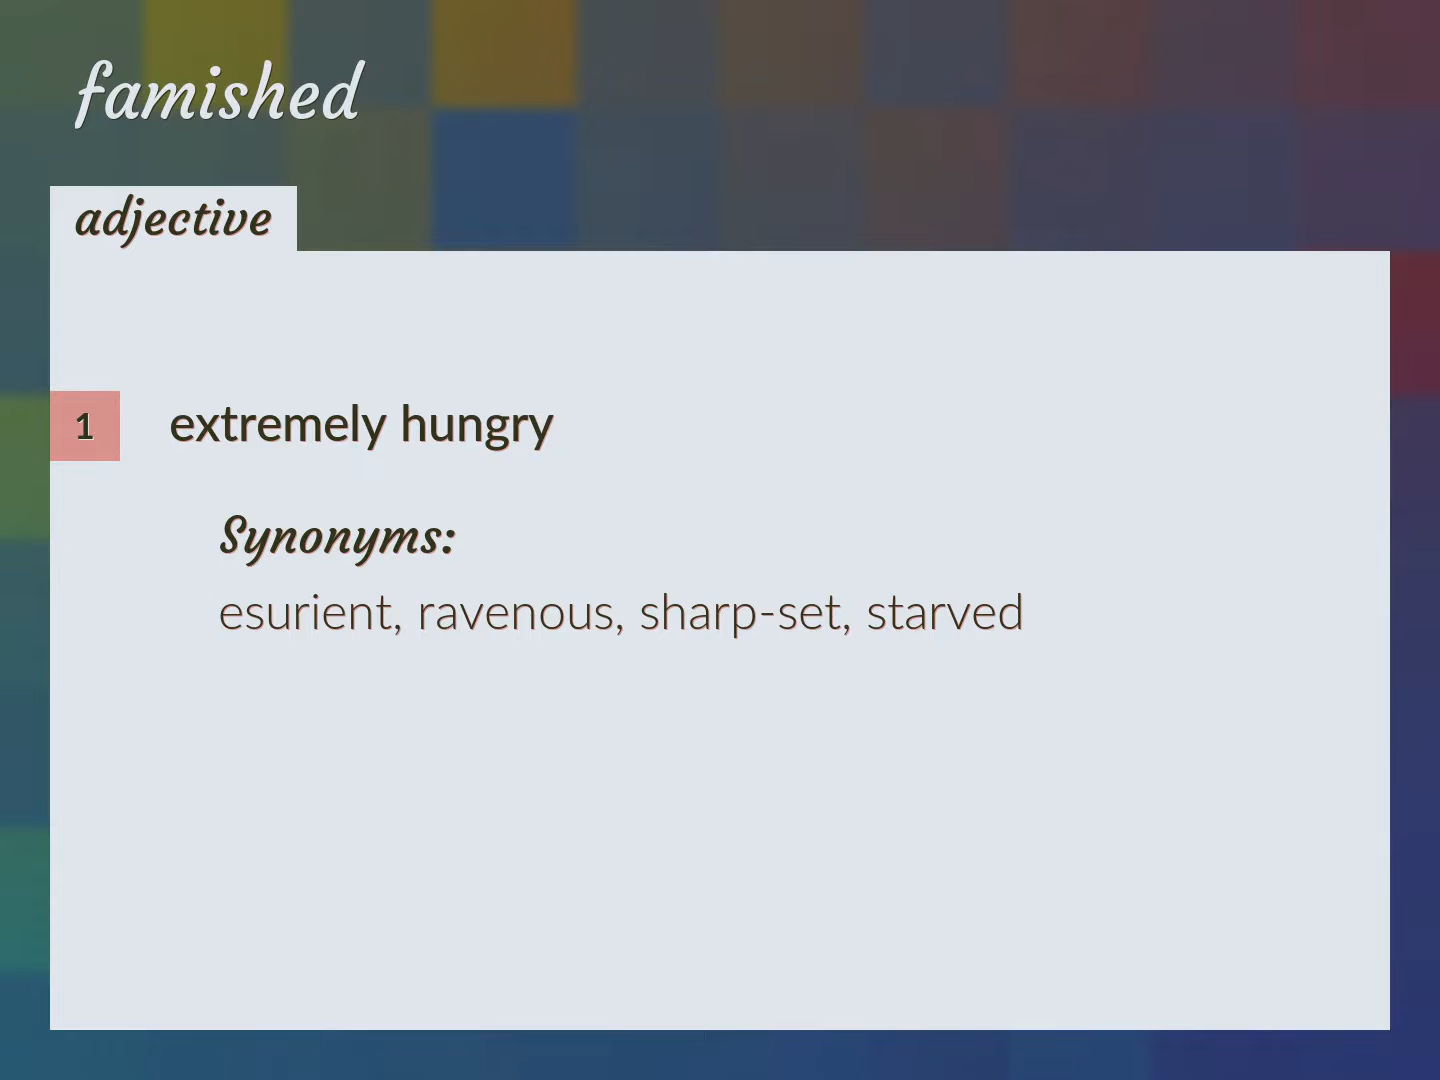 famished
adjective
1 extremely hungry
Synonyms:
esurient, ravenous, sharp-set, starved